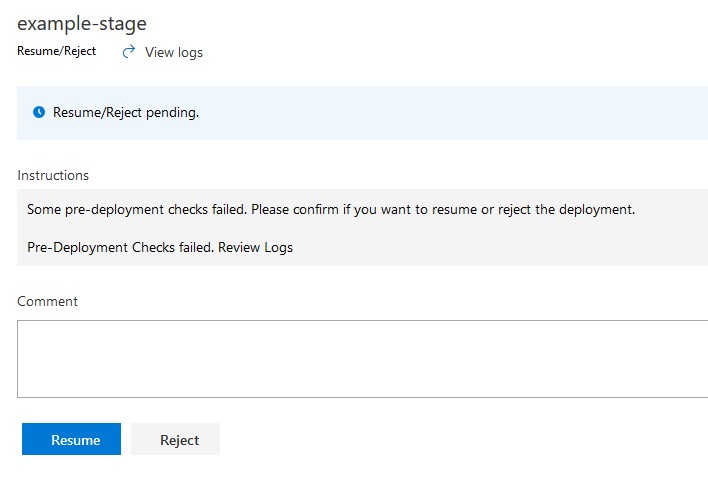 example-stage
Resume/Reject View logs
Resume/Reject pending.
Instructions
Some pre-deployment checks failed. Please confirm if you want to resume or reject the deployment.
Pre-Deployment Checks failed. Review Logs
Comment
Resume Reject